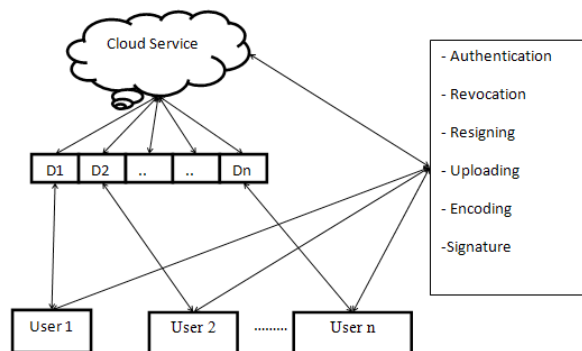 Cloud Service
- Authentication
- Revocation
- Resigning
- Uploading
- Encoding
-Signature
D1 D2 .. .. Dn
User 1 User 2 ......... User n